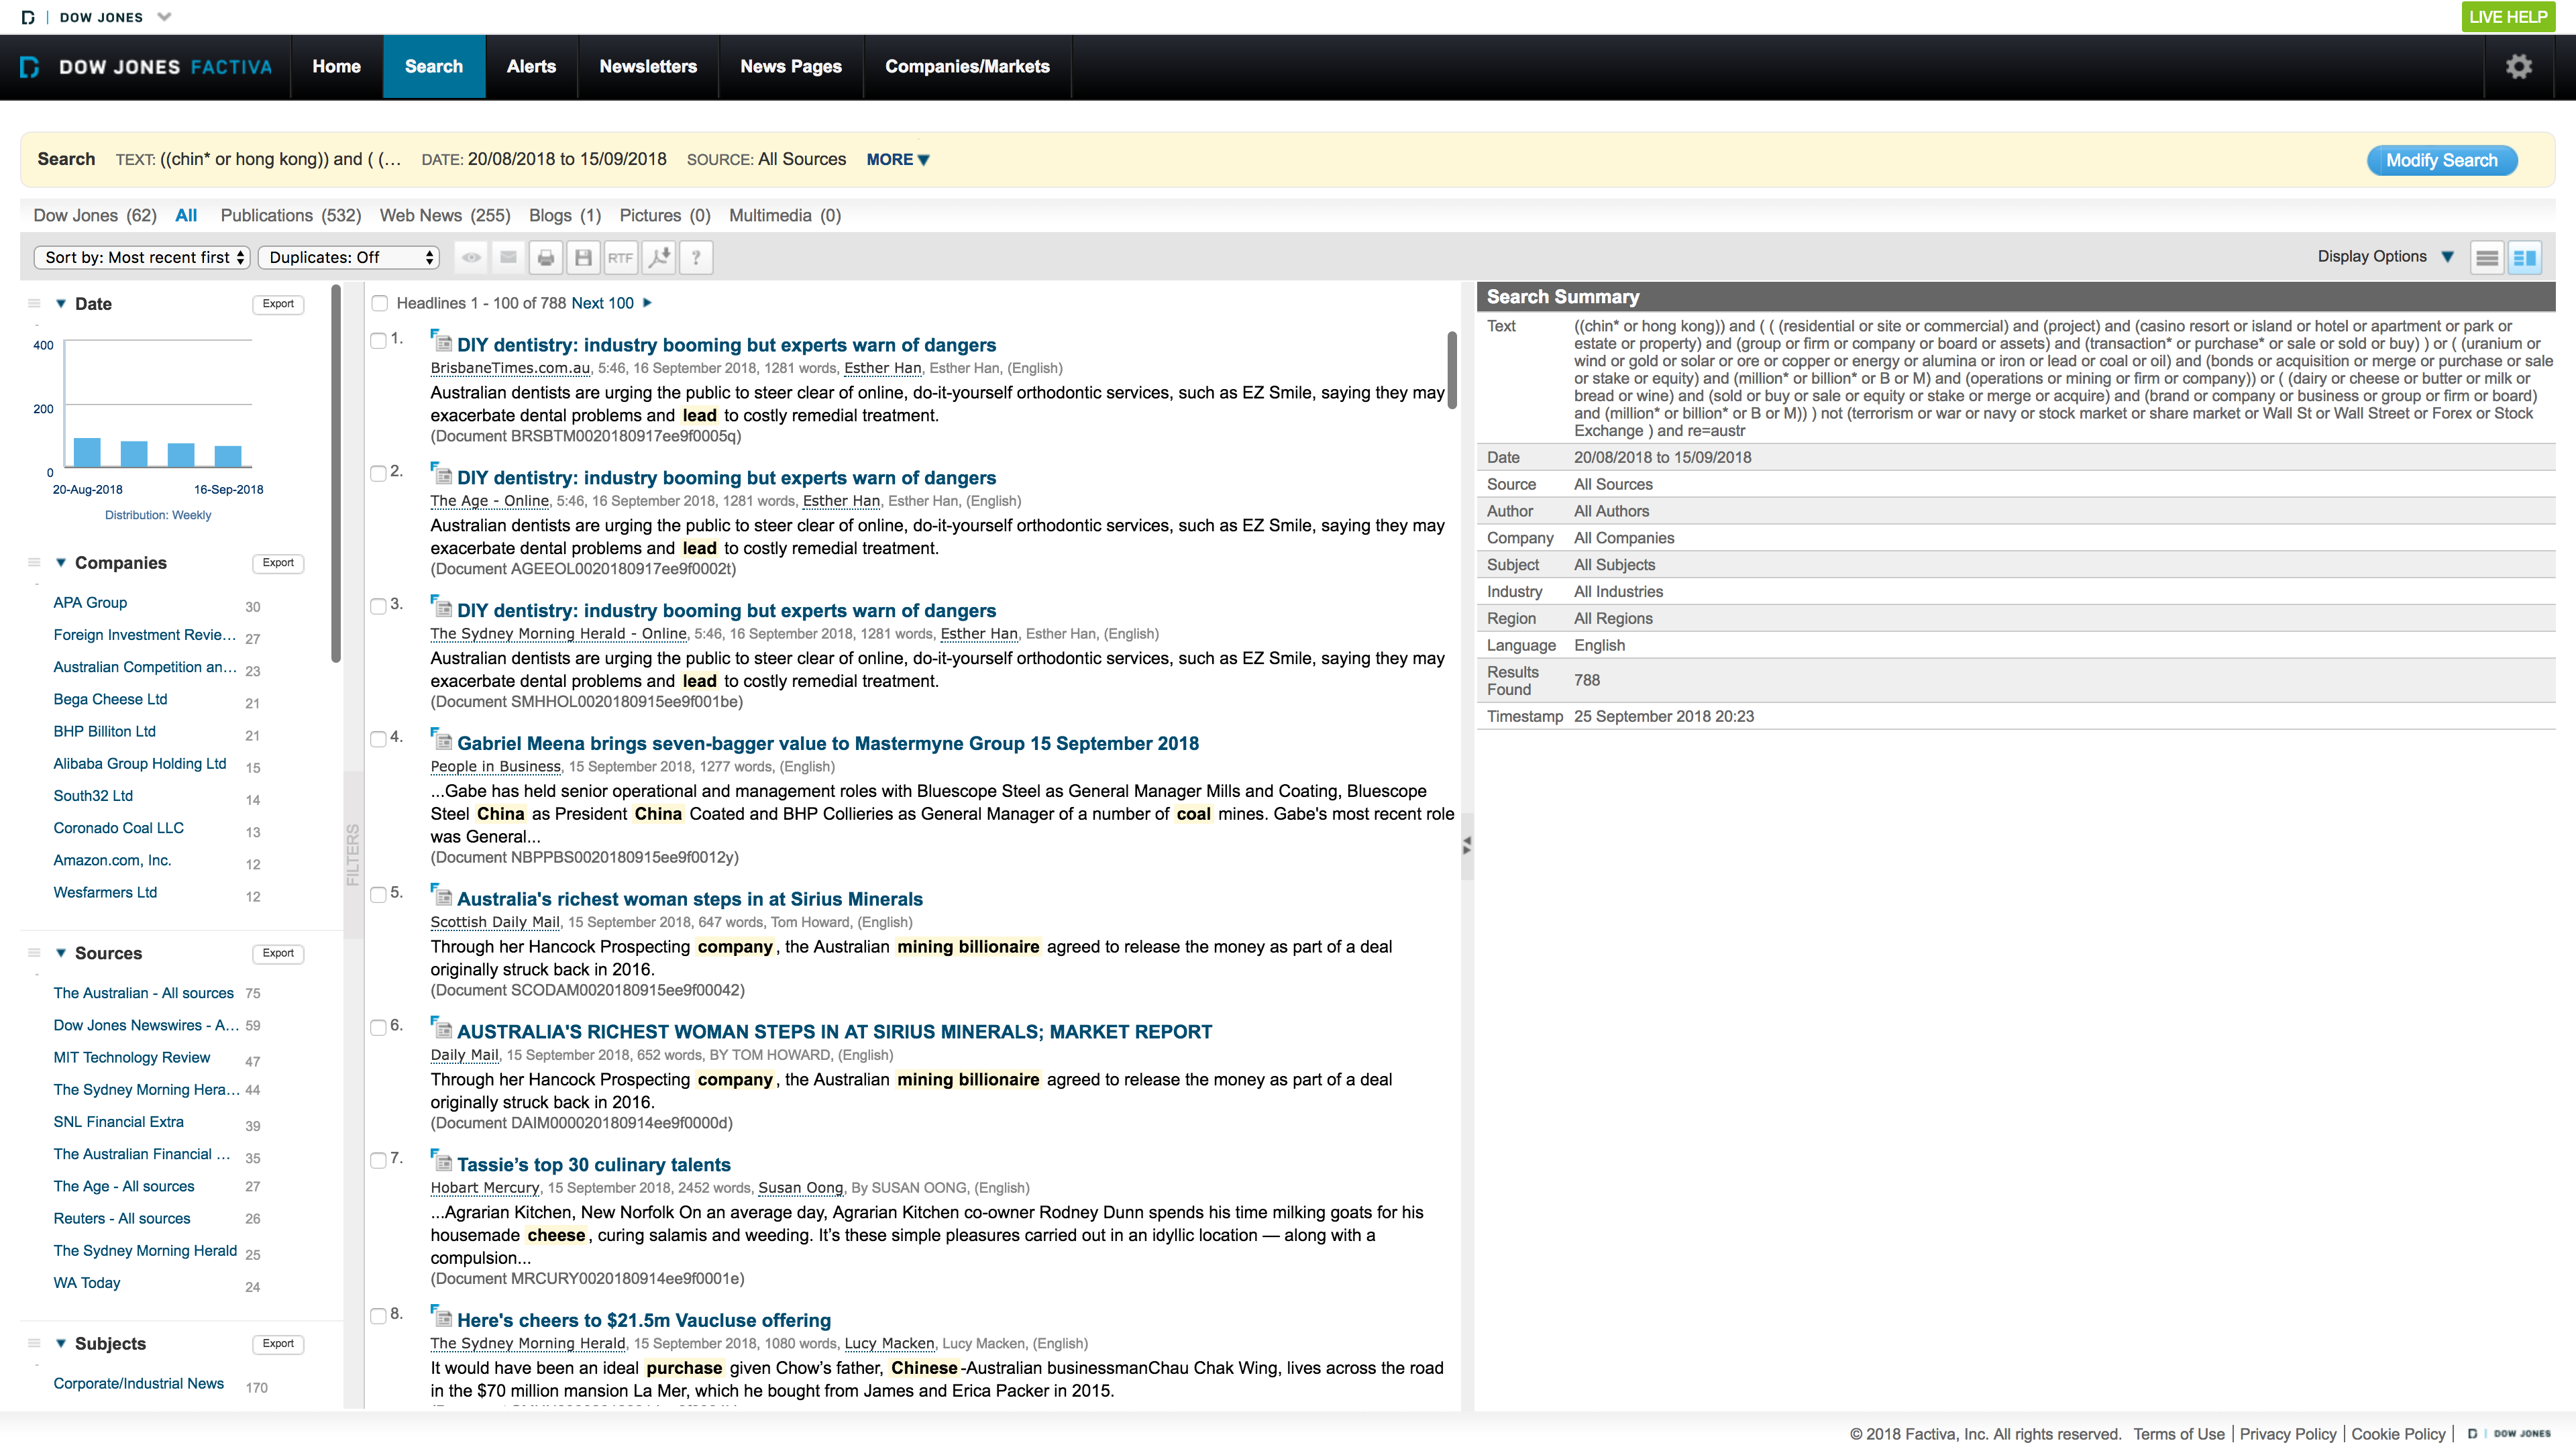 DOW JONES
LIVE HELP
DOW JONES FACTIVA
Home
Search
Alerts
Newsletters
News Pages
Companies/Markets
Search TEXT: ((chin* or hong kong)) and ( (... DATE: 20/08/2018 to 15/09/2018 SOURCE: All Sources MORE
Modify Search
Dow Jones (62) All Publications (532) Web News (255) Blogs (1) Pictures (0) Multimedia (0)
Sort by: Most recent first
Duplicates: Off
RTF
?
Display Options
Date
Export
400
200
0
20-Aug-2018 16-Sep-2018
Distribution: Weekly
Companies
Export
APA Group 30
Foreign Investment Revie... 27
Australian Competition an... 23
Bega Cheese Ltd 21
BHP Billiton Ltd 21
Alibaba Group Holding Ltd 15
South32 Ltd 14
Coronado Coal LLC 13
Amazon.com, Inc. 12
Wesfarmers Ltd 12
Sources
Export
The Australian - All sources 75
Dow Jones Newswires - A... 59
MIT Technology Review 47
The Sydney Morning Hera... 44
SNL Financial Extra 39
The Australian Financial ... 35
The Age - All sources 27
Reuters - All sources 26
The Sydney Morning Herald 25
WA Today 24
Subjects
Export
Corporate/Industrial News 170
FILTERS
Headlines 1 - 100 of 788 Next 100
1. DIY dentistry: industry booming but experts warn of dangers
BrisbaneTimes.com.au, 5:46, 16 September 2018, 1281 words, Esther Han, Esther Han, (English)
Australian dentists are urging the public to steer clear of online, do-it-yourself orthodontic services, such as EZ Smile, saying they may
exacerbate dental problems and lead to costly remedial treatment.
(Document BRSBTM0020180917ee9f0005q)
2. DIY dentistry: industry booming but experts warn of dangers
The Age - Online, 5:46, 16 September 2018, 1281 words, Esther Han, Esther Han, (English)
Australian dentists are urging the public to steer clear of online, do-it-yourself orthodontic services, such as EZ Smile, saying they may
exacerbate dental problems and lead to costly remedial treatment.
(Document AGEEOL0020180917ee9f0002t)
3. DIY dentistry: industry booming but experts warn of dangers
The Sydney Morning Herald - Online, 5:46, 16 September 2018, 1281 words, Esther Han, Esther Han, (English)
Australian dentists are urging the public to steer clear of online, do-it-yourself orthodontic services, such as EZ Smile, saying they may
exacerbate dental problems and lead to costly remedial treatment.
(Document SMHHOL0020180915ee9f001be)
4. Gabriel Meena brings seven-bagger value to Mastermyne Group 15 September 2018
People in Business, 15 September 2018, 1277 words, (English)
...Gabe has held senior operational and management roles with Bluescope Steel as General Manager Mills and Coating, Bluescope
Steel China as President China Coated and BHP Collieries as General Manager of a number of coal mines. Gabe's most recent role
was General...
(Document NBPPBS0020180915ee9f0012y)
5. Australia's richest woman steps in at Sirius Minerals
Scottish Daily Mail, 15 September 2018, 647 words, Tom Howard, (English)
Through her Hancock Prospecting company, the Australian mining billionaire agreed to release the money as part of a deal
originally struck back in 2016.
(Document SCODAM0020180915ee9f00042)
6. AUSTRALIA'S RICHEST WOMAN STEPS IN AT SIRIUS MINERALS; MARKET REPORT
Daily Mail, 15 September 2018, 652 words, BY TOM HOWARD, (English)
Through her Hancock Prospecting company, the Australian mining billionaire agreed to release the money as part of a deal
originally struck back in 2016.
(Document DAIM000020180914ee9f0000d)
7. Tassie’s top 30 culinary talents
Hobart Mercury, 15 September 2018, 2452 words, Susan Oong, By SUSAN OONG, (English)
...Agrarian Kitchen, New Norfolk On an average day, Agrarian Kitchen co-owner Rodney Dunn spends his time milking goats for his
housemade cheese, curing salamis and weeding. It’s these simple pleasures carried out in an idyllic location — along with a
compulsion...
(Document MRCURY0020180914ee9f0001e)
8. Here's cheers to $21.5m Vaucluse offering
The Sydney Morning Herald, 15 September 2018, 1080 words, Lucy Macken, Lucy Macken, (English)
It would have been an ideal purchase given Chow’s father, Chinese-Australian businessmanChau Chak Wing, lives across the road
in the $70 million mansion La Mer, which he bought from James and Erica Packer in 2015.
Search Summary
Text ((chin* or hong kong)) and ( ( ( (residential or site or commercial) and (project) and (casino resort or island or hotel or apartment or park or
estate or property) and (group or firm or company or board or assets) and (transaction* or purchase* or sale or sold or buy) ) or ( (uranium or
wind or gold or solar or ore or copper or energy or alumina or iron or lead or coal or oil) and (bonds or acquisition or merge or purchase or sale
or stake or equity) and (million* or billion* or B or M) and (operations or mining or firm or company)) or ( (dairy or cheese or butter or milk or
bread or wine) and (sold or buy or sale or equity or stake or merge or acquire) and (brand or company or business or group or firm or board)
and (million* or billion* or B or M)) ) not (terrorism or war or navy or stock market or share market or Wall St or Wall Street or Forex or Stock
Exchange ) and re=austr
Date 20/08/2018 to 15/09/2018
Source All Sources
Author All Authors
Company All Companies
Subject All Subjects
Industry All Industries
Region All Regions
Language English
Results
Found 788
Timestamp 25 September 2018 20:23
© 2018 Factiva, Inc. All rights reserved. Terms of Use | Privacy Policy | Cookie Policy | DOW JONES